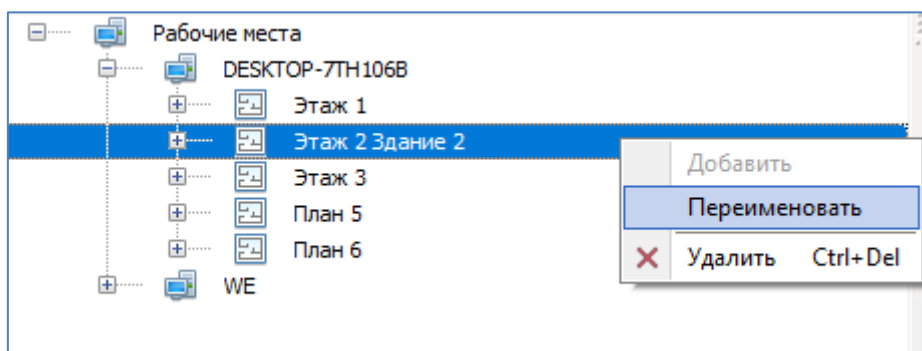 Рабочие места
DESKTOP-7TH106B
Этаж 1
Этаж 2 Здание 2
Добавить
Этаж 3
Переименовать
План 5
План 6
Удалить Ctrl+Del
WE